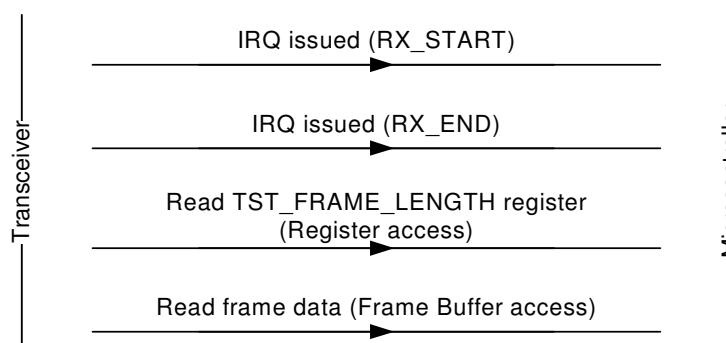 IRQ issued (RX_START)
IRQ issued (RX_END)
Transceiver
Read TST_FRAME_LENGTH register
(Register access)
Read frame data (Frame Buffer access)